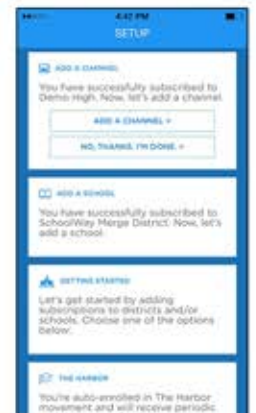 4:42 PM
SETUP
ADD A CHANNEL
You have successfully subscribed to
Demo High. Now, let's add a channel.
ADD A CHANNEL >
NO, THANKS. I'M DONE. >
ADD A SCHOOL
You have successfully subscribed to
SchoolWay Merge District. Now, let's
add a school.
GETTING STARTED
Let's get started by adding
subscriptions to districts and/or
schools. Choose one of the options
below.
THE HARBOR
You're auto-enrolled in The Harbor
movement and will receive periodic